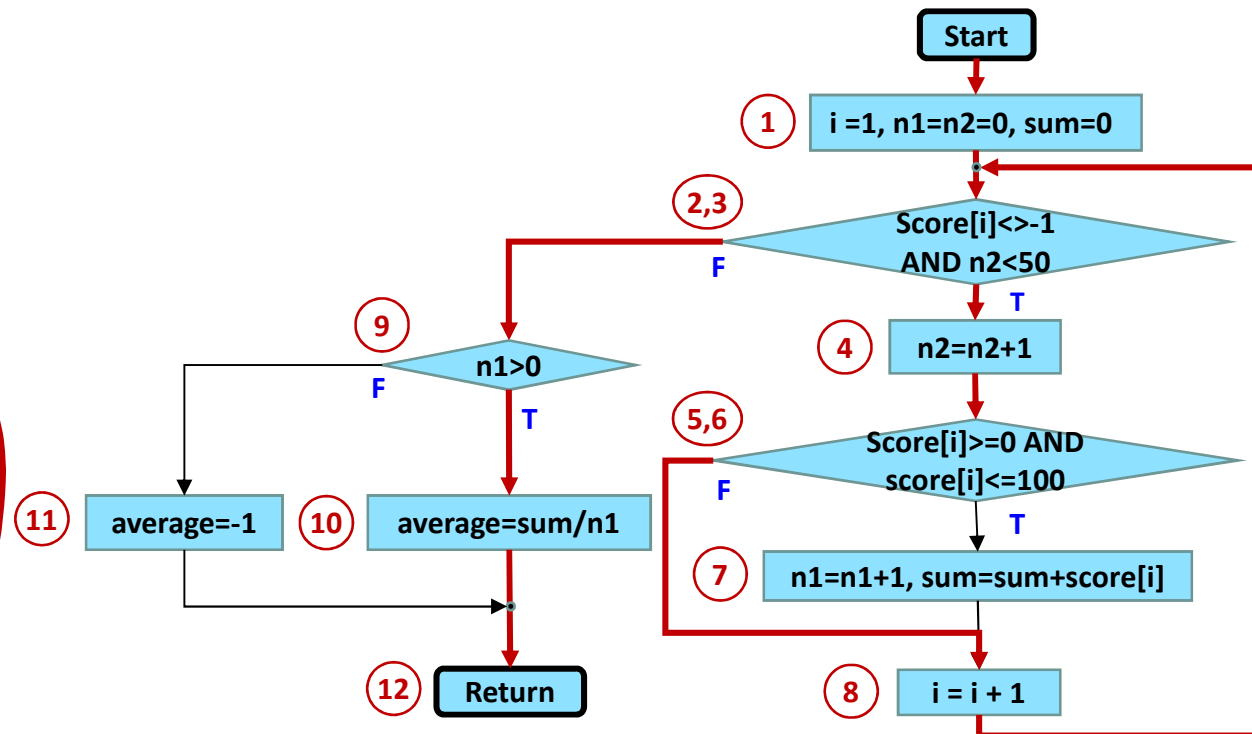 Start
1
i =1, n1=n2=0, sum=0
2,3
Score[i]<>-1
AND n2<50
F
T
9
n1>0
F
T
4
n2=n2+1
5,6
Score[i]>=0 AND
score[i]<=100
F
T
11
average=-1
10
average=sum/n1
7
n1=n1+1, sum=sum+score[i]
12
Return
8
i = i + 1